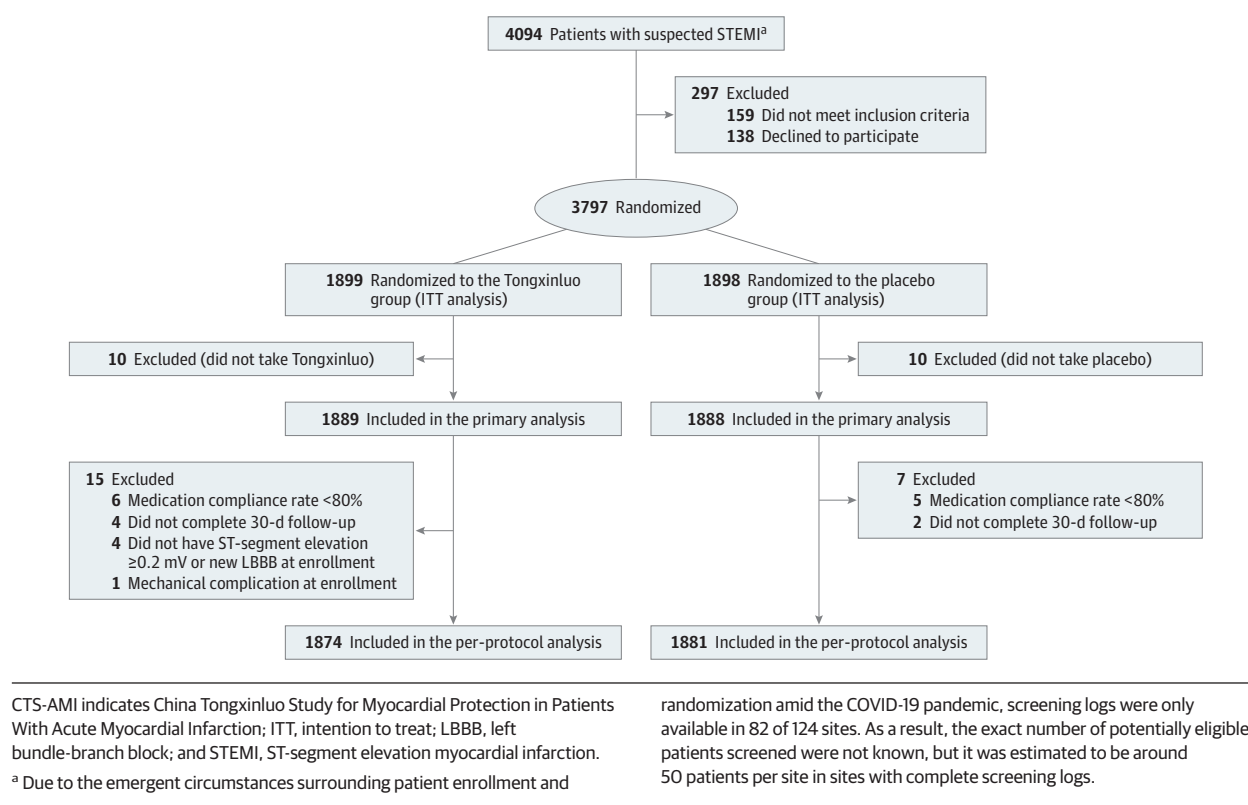 4094 Patients with suspected STEMIa
297 Excluded
159 Did not meet inclusion criteria
138 Declined to participate
3797 Randomized
1899 Randomized to the Tongxinluo
group (ITT analysis)
1898 Randomized to the placebo
group (ITT analysis)
10 Excluded (did not take Tongxinluo)
10 Excluded (did not take placebo)
1889 Included in the primary analysis
1888 Included in the primary analysis
15 Excluded
6 Medication compliance rate <80%
4 Did not complete 30-d follow-up
4 Did not have ST-segment elevation
≥0.2 mV or new LBBB at enrollment
1 Mechanical complication at enrollment
7 Excluded
5 Medication compliance rate <80%
2 Did not complete 30-d follow-up
1874 Included in the per-protocol analysis
1881 Included in the per-protocol analysis
CTS-AMI indicates China Tongxinluo Study for Myocardial Protection in Patients
With Acute Myocardial Infarction; ITT, intention to treat; LBBB, left
bundle-branch block; and STEMI, ST-segment elevation myocardial infarction.
a Due to the emergent circumstances surrounding patient enrollment and
randomization amid the COVID-19 pandemic, screening logs were only
available in 82 of 124 sites. As a result, the exact number of potentially eligible
patients screened were not known, but it was estimated to be around
50 patients per site in sites with complete screening logs.